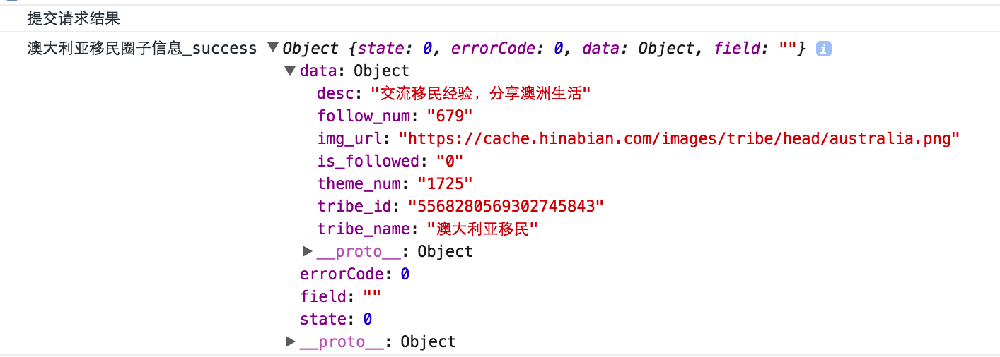 提交请求结果
澳大利亚移民圈子信息_success ▼Object {state: 0, errorCode: 0, data: Object, field: ""} i
▼data: Object
desc: "交流移民经验，分享澳洲生活"
follow_num: "679"
img_url: "https://cache.hinabian.com/images/tribe/head/australia.png"
is_followed: "0"
theme_num: "1725"
tribe_id: "5568280569302745843"
tribe_name: "澳大利亚移民"
▶__proto__: Object
errorCode: 0
field: ""
state: 0
▶__proto__: Object